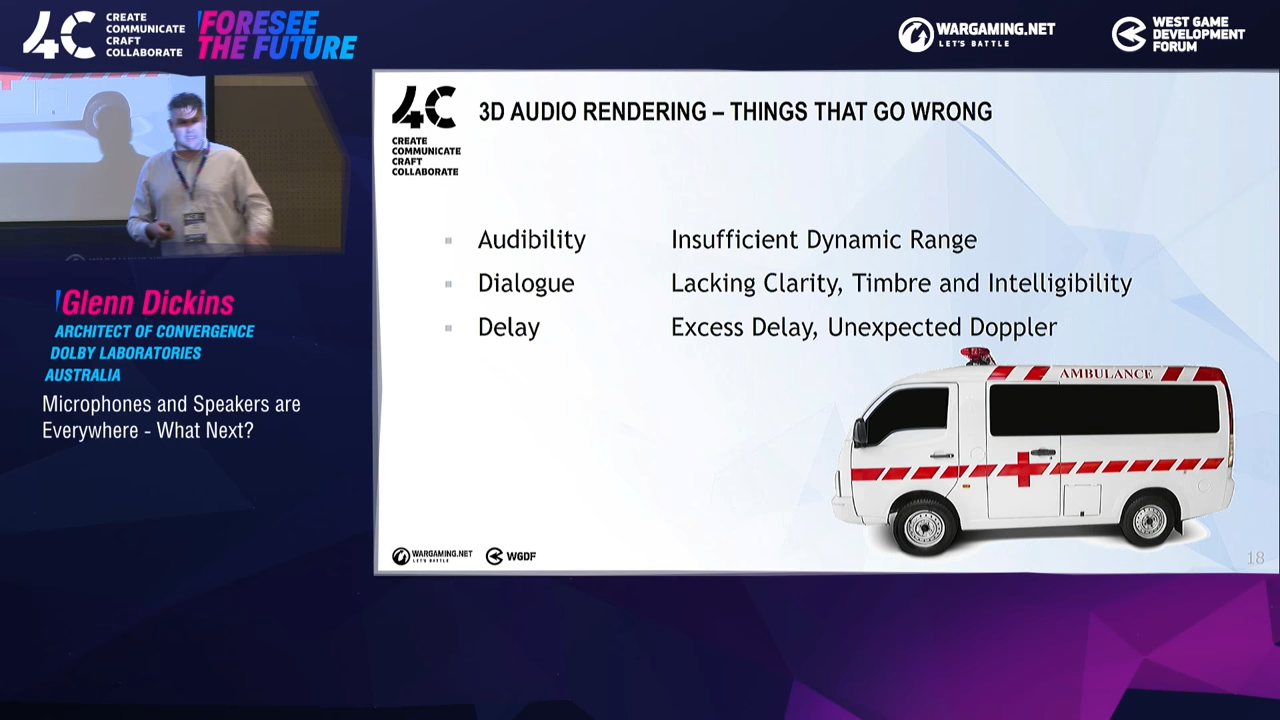 4C
CREATE
COMMUNICATE
CRAFT
COLLABORATE
FORESEE
THE FUTURE
WARGAMING.NET
LET'S BATTLE
WEST GAME
DEVELOPMENT
FORUM
Glenn Dickins
ARCHITECT OF CONVERGENCE
DOLBY LABORATORIES
AUSTRALIA
Microphones and Speakers are
Everywhere - What Next?
4C
CREATE
COMMUNICATE
CRAFT
COLLABORATE
3D AUDIO RENDERING – THINGS THAT GO WRONG
Audibility Insufficient Dynamic Range
Dialogue Lacking Clarity, Timbre and Intelligibility
Delay Excess Delay, Unexpected Doppler
AMBULANCE
WARGAMING.NET
LET'S BATTLE
WGDF
18